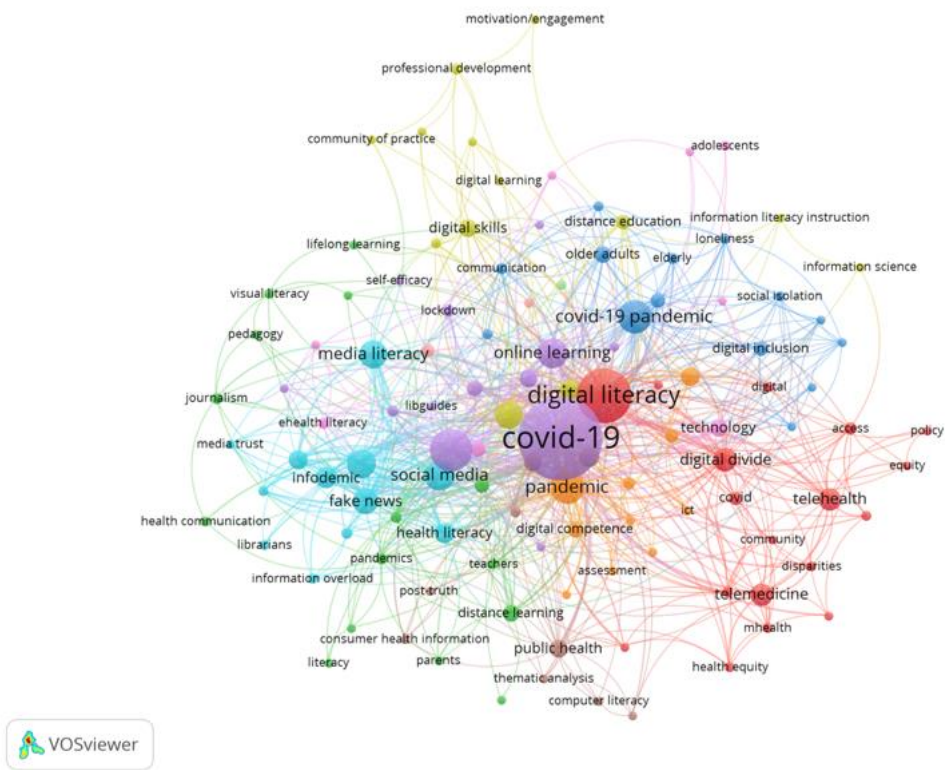 motivation/engagement
professional development
community of practice
adolescents
digital learning
digital skills
distance education
information literacy instruction
lifelong learning
loneliness
older adults
elderly
communication
information science
self-efficacy
visual literacy
social isolation
lockdown
covid-19 pandemic
pedagogy
media literacy
online learning
digital inclusion
digital
digital literacy
journalism
libguides
ehealth literacy
technology
access
policy
covid-19
media trust
digital divide
equity
infodemic
social media
pandemic
fake news
covid
telehealth
ict
health communication
health literacy
digital competence
community
librarians
pandemics
teachers
assessment
disparities
information overload
post-truth
telemedicine
distance learning
mhealth
consumer health information
public health
literacy
parents
health equity
thematic analysis
computer literacy
VOSviewer